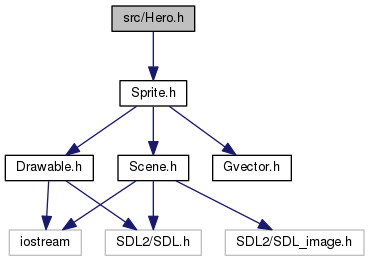 src/Hero.h
Sprite.h
Drawable.h
Scene.h
Gvector.h
iostream
SDL2/SDL.h
SDL2/SDL_image.h